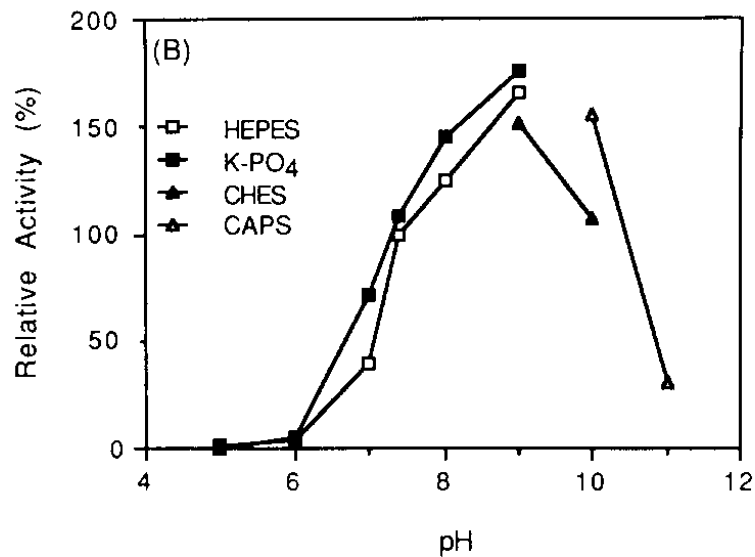 200
(B)
150
100
50
0
Relative Activity (%)
HEPES
K-PO4
CHES
CAPS
4
6
8
10
12
pH